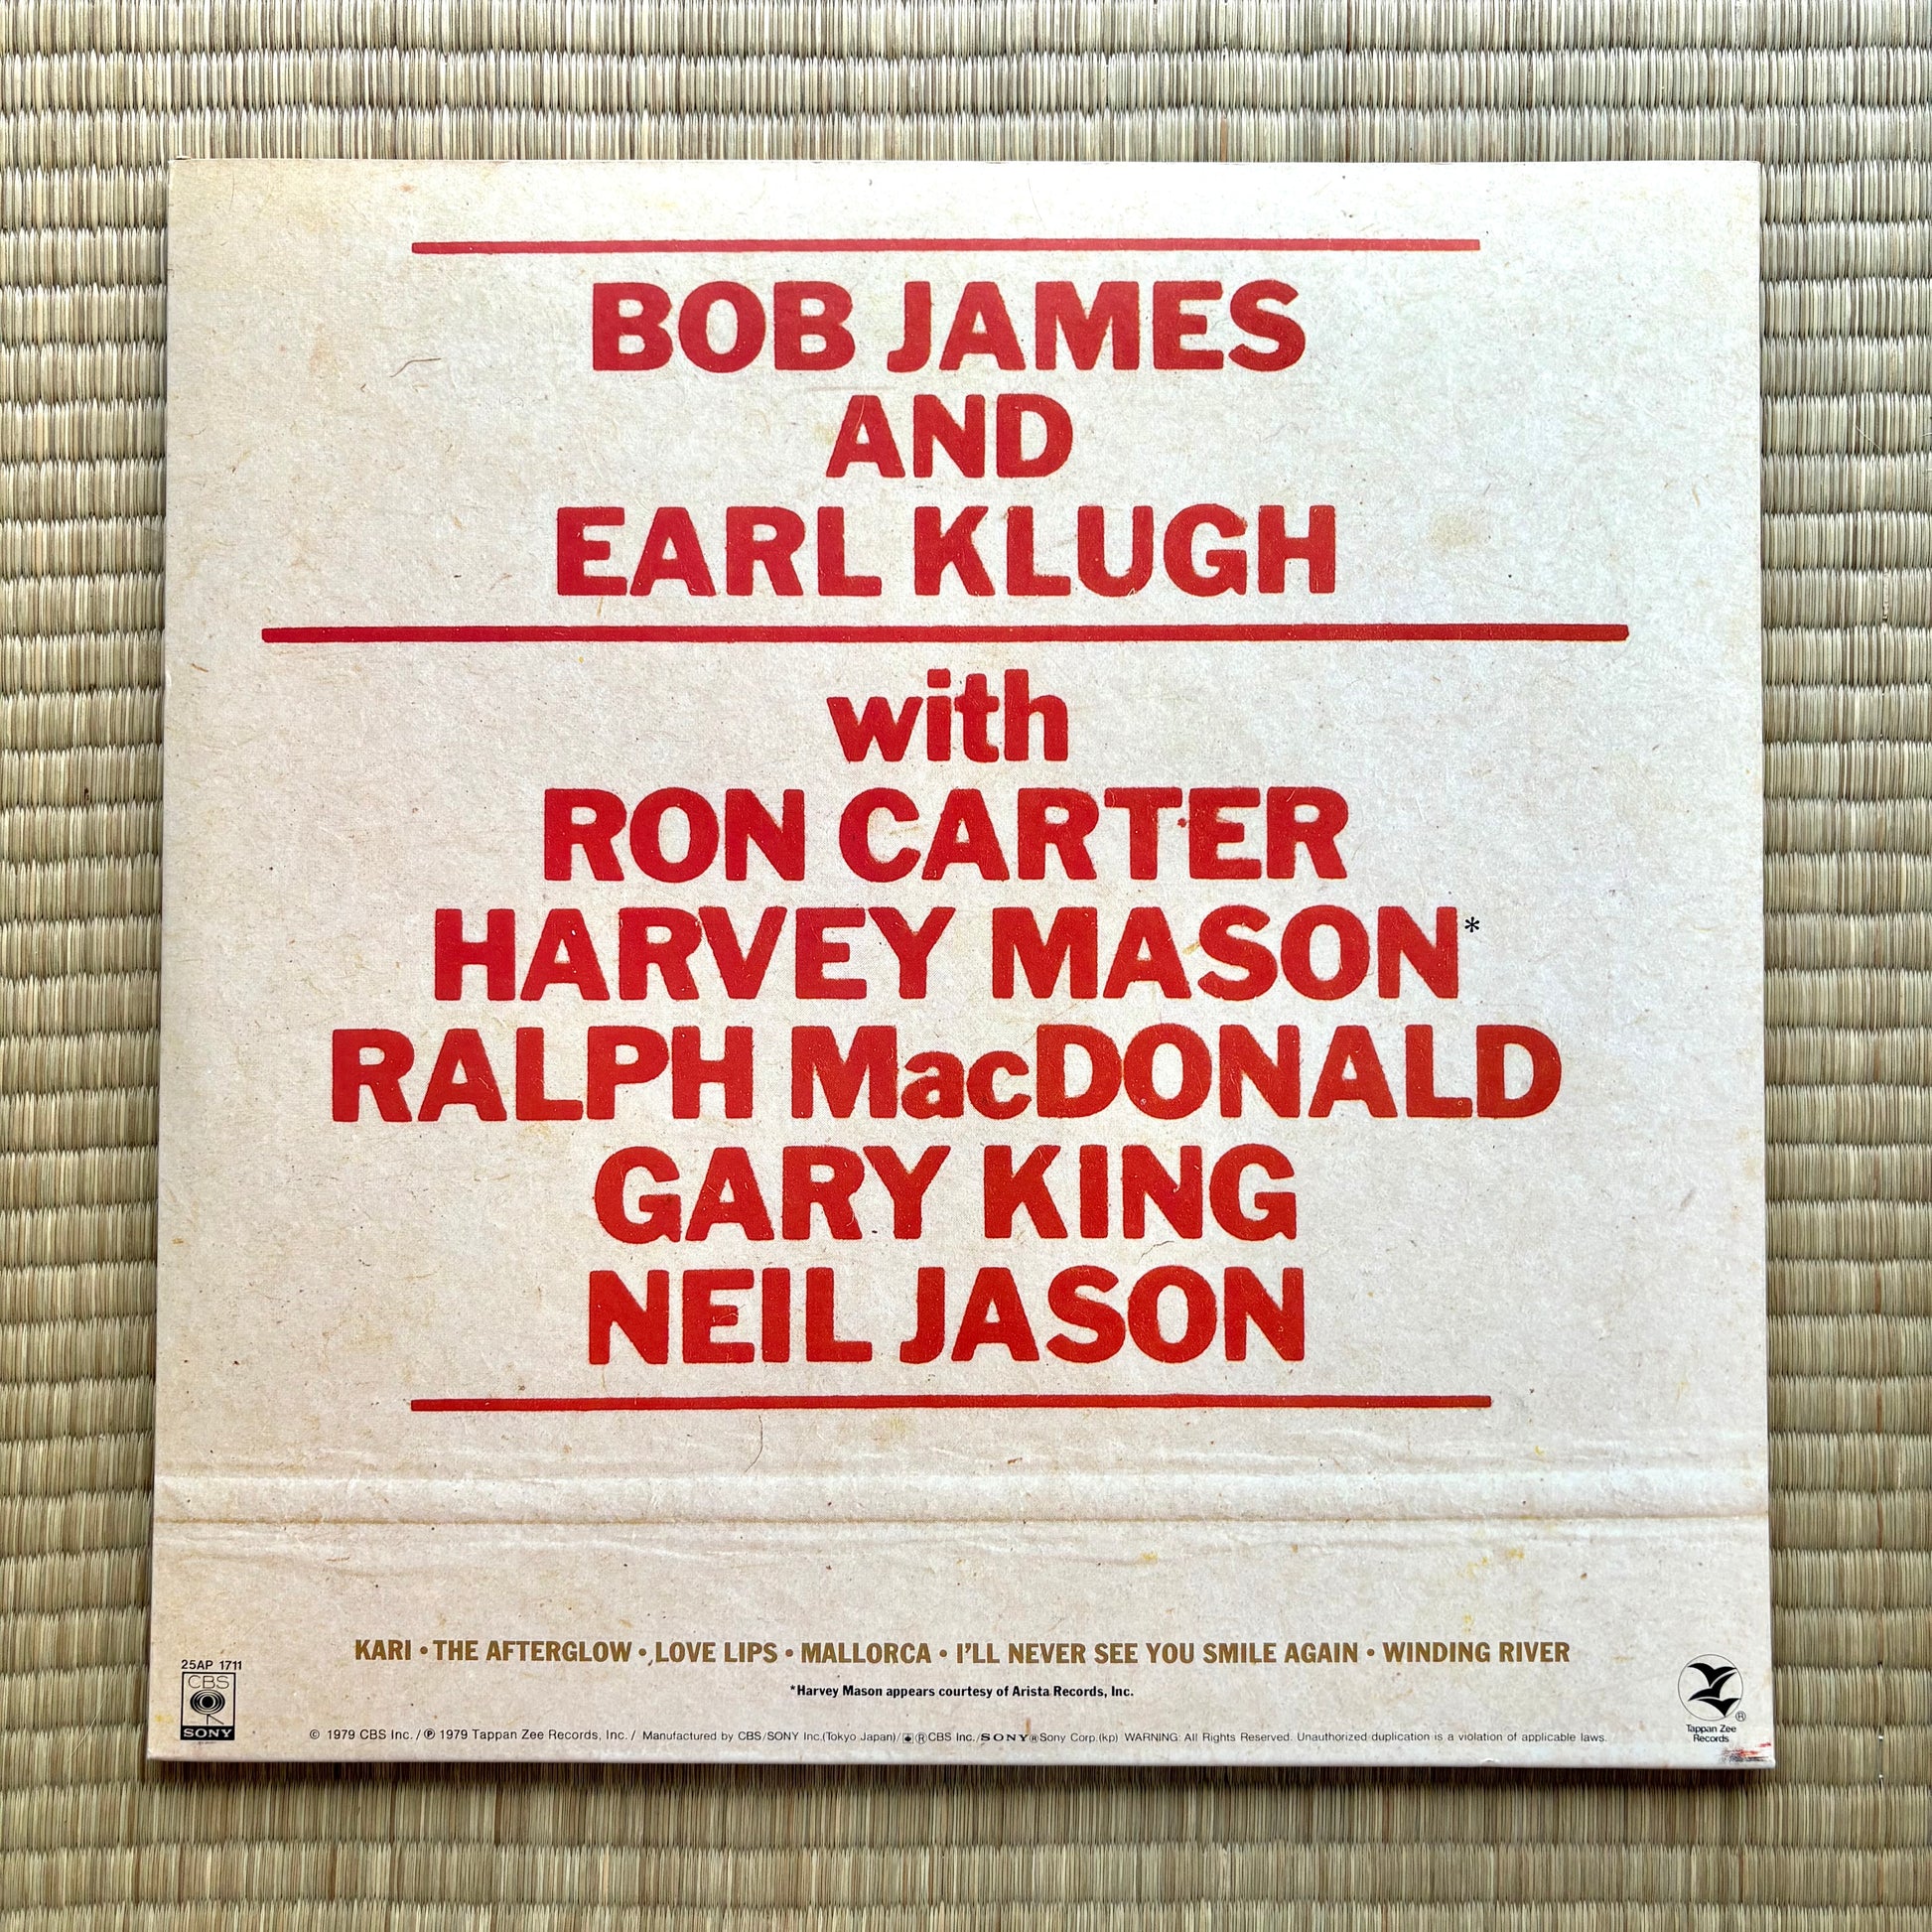 BOB JAMES
AND
EARL KLUGH
with
RON CARTER
HARVEY MASON*
RALPH MacDONALD
GARY KING
NEIL JASON
KARI • THE AFTERGLOW • LOVE LIPS • MALLORCA • I'LL NEVER SEE YOU SMILE AGAIN • WINDING RIVER
25AP 1711
CBS
SONY
*Harvey Mason appears courtesy of Arista Records, Inc.
© 1979 CBS Inc. / ℗ 1979 Tappan Zee Records, Inc. / Manufactured by CBS/SONY Inc.(Tokyo Japan)/ ® CBS Inc./SONY® Sony Corp.(kp) WARNING: All Rights Reserved. Unauthorized duplication is a violation of applicable laws.
®
Tappan Zee
Records